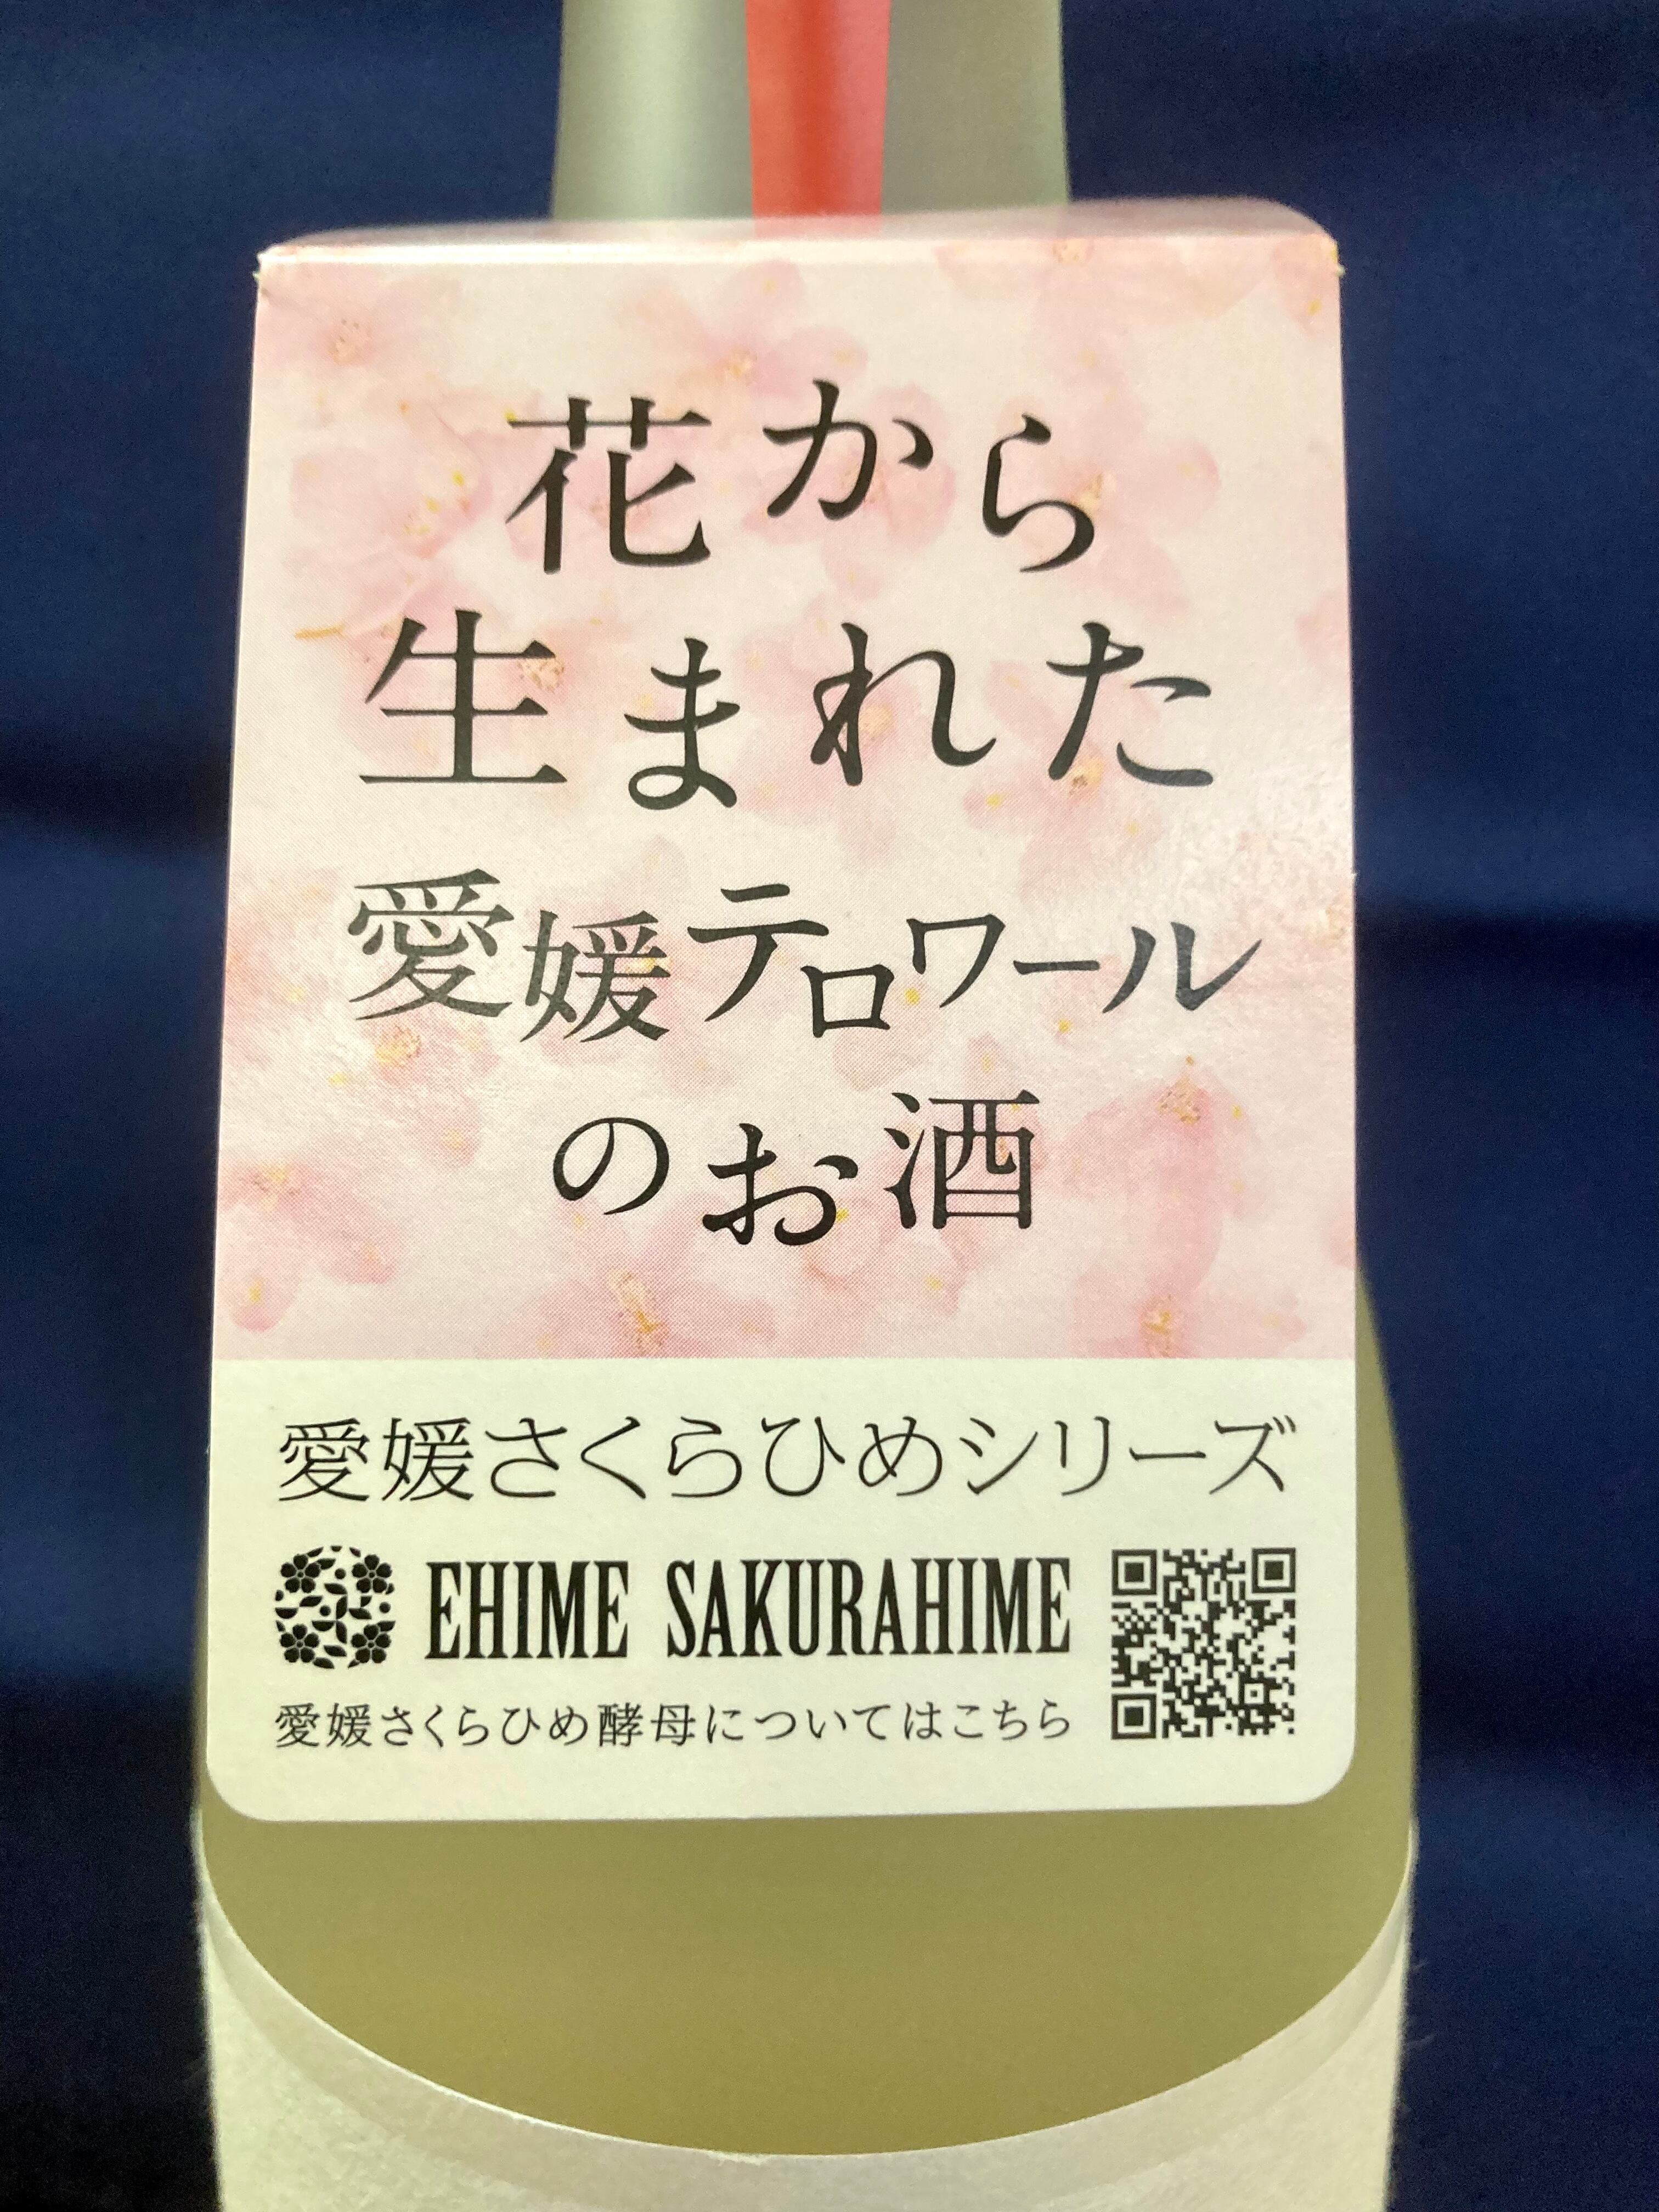 花から
生まれた
愛媛テロワール
のお酒
愛媛さくらひめシリーズ
EHIME SAKURAHIME
愛媛さくらひめ酵母についてはこちら